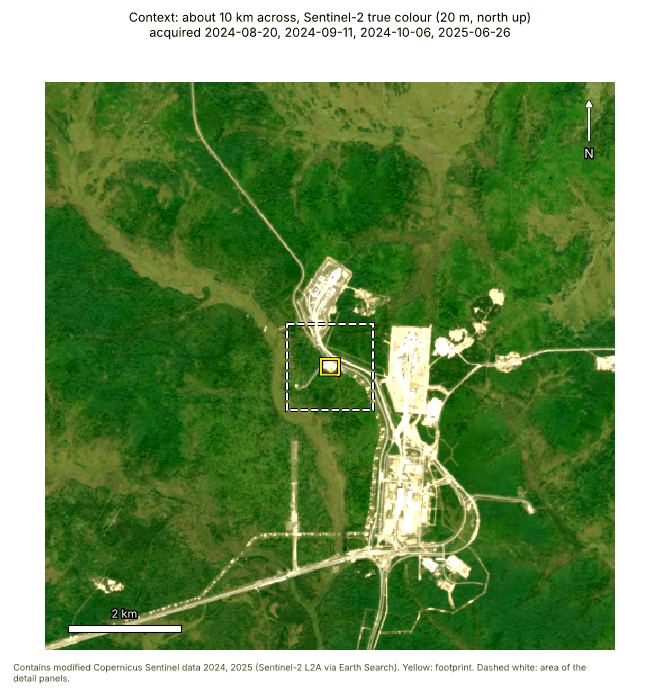 Context: about 10 km across, Sentinel-2 true colour (20 m, north up)
acquired 2024-08-20, 2024-09-11, 2024-10-06, 2025-06-26
N
2 km
Contains modified Copernicus Sentinel data 2024, 2025 (Sentinel-2 L2A via Earth Search). Yellow: footprint. Dashed white: area of the
detail panels.